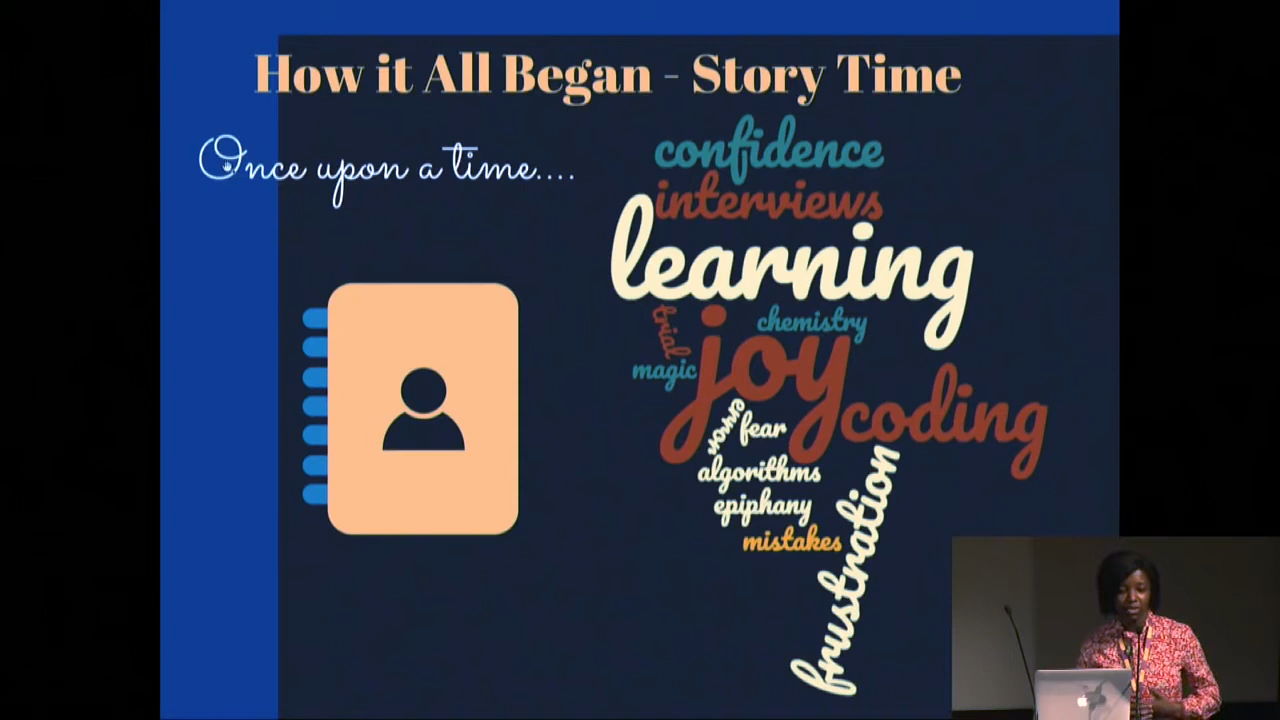 How it All Began - Story Time
Once upon a time....
confidence
interviews
learning
trial
chemistry
joy
magic
coding
error
fear
algorithms
epiphany
mistakes
frustration